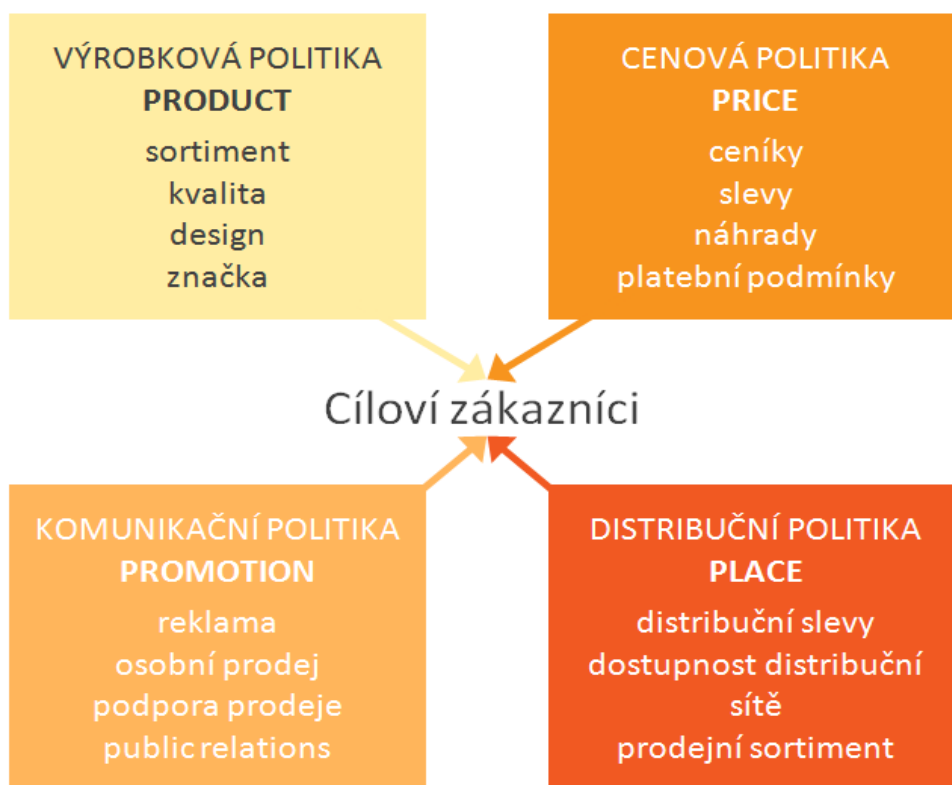 VÝROBKOVÁ POLITIKA
PRODUCT
sortiment
kvalita
design
značka
CENOVÁ POLITIKA
PRICE
ceníky
slevy
náhrady
platební podmínky
Cíloví zákazníci
KOMUNIKAČNÍ POLITIKA
PROMOTION
reklama
osobní prodej
podpora prodeje
public relations
DISTRIBUČNÍ POLITIKA
PLACE
distribuční slevy
dostupnost distribuční
sítě
prodejní sortiment